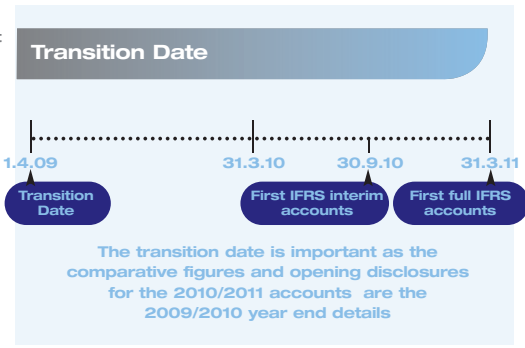 Transition Date
1.4.09 31.3.10 30.9.10 31.3.11
Transition First IFRS interim First full IFRS
Date accounts accounts
The transition date is important as the
comparative figures and opening disclosures
for the 2010/2011 accounts are the
2009/2010 year end details